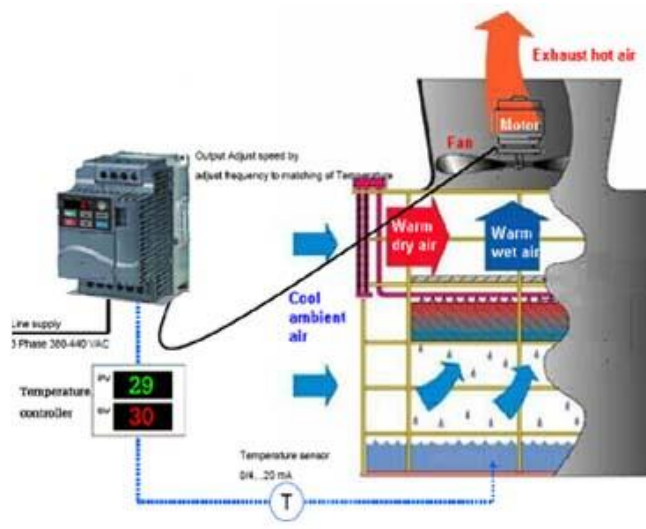 Exhaust hot air
Motor
Fan
Output Adjust speed by
adjust frequency to matching of Temperature
Warm
dry air
Warm
wet air
Cool
ambient
air
Line supply
3 Phase 380-440 VAC
Temperature
controller
PV
29
SV
30
Temperature sensor
0/4...20 mA
T